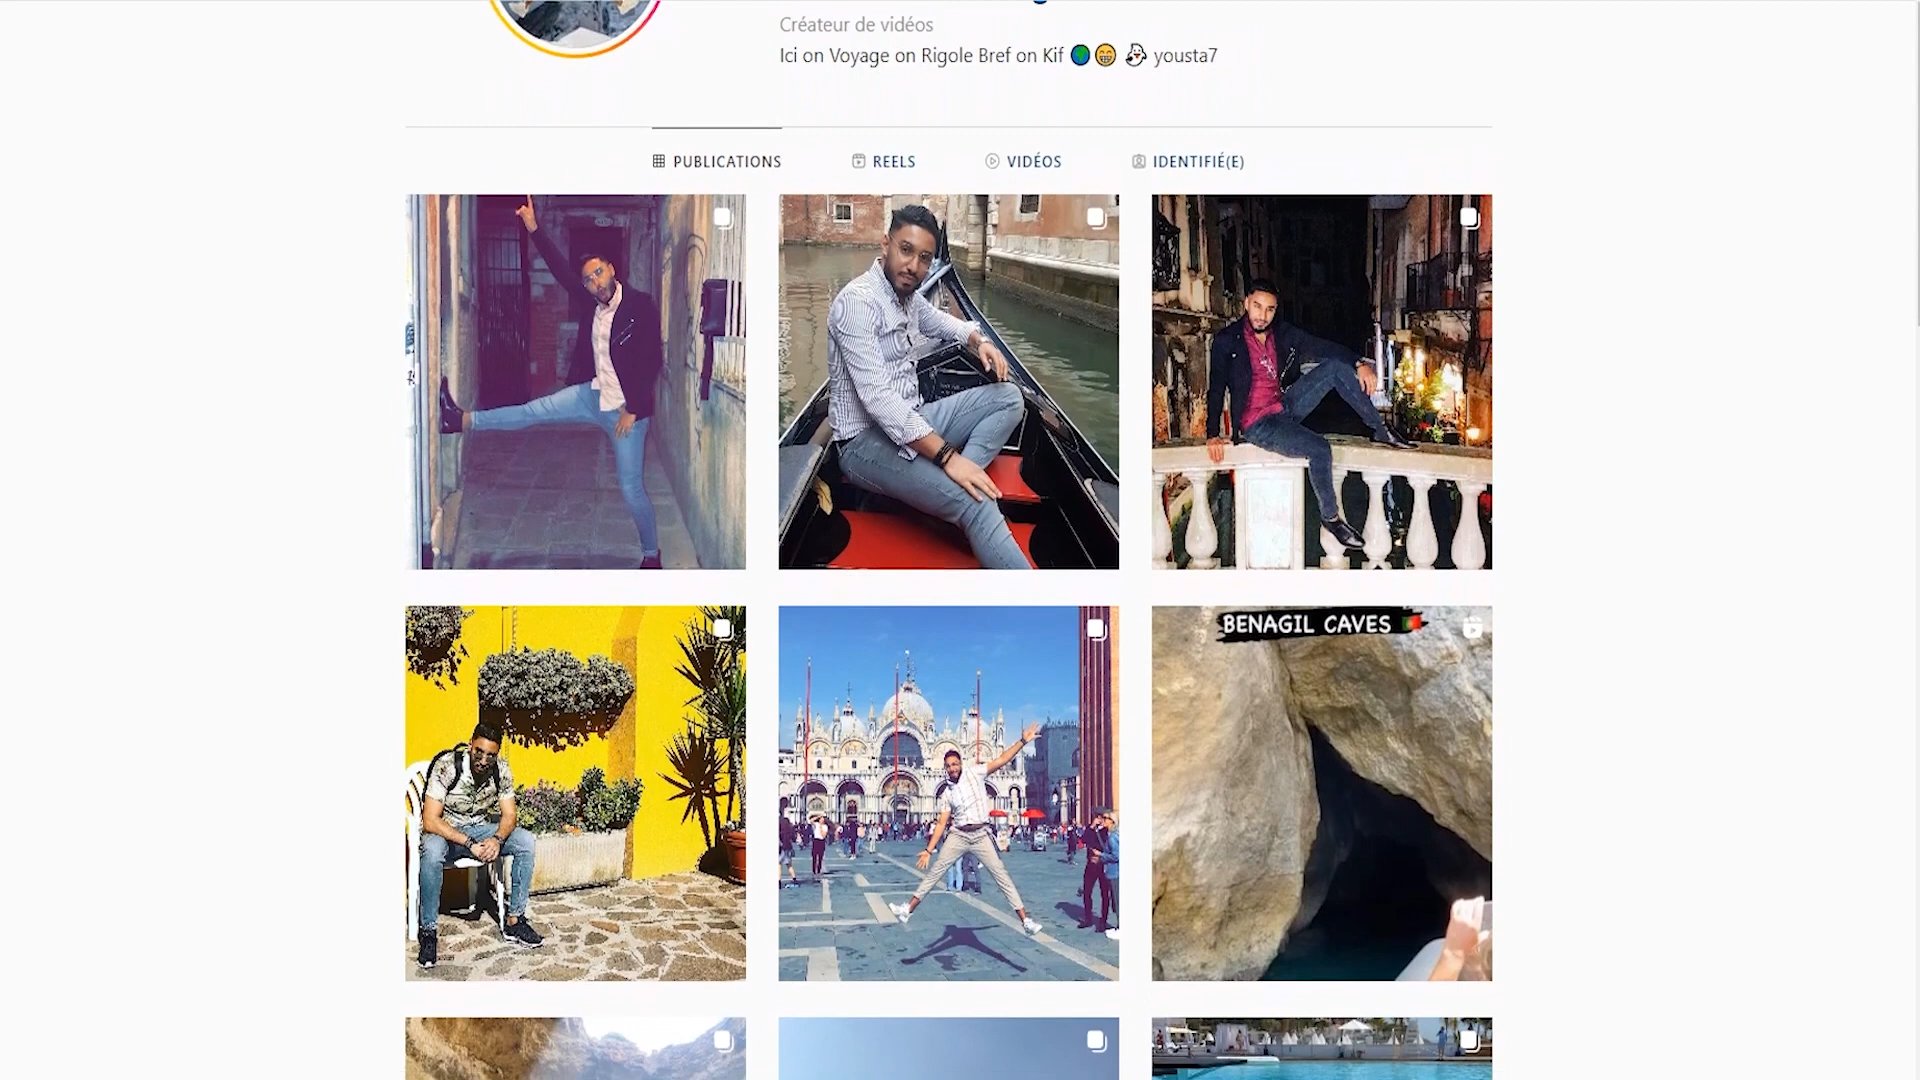 Créateur de vidéos
Ici on Voyage on Rigole Bref on Kif 🌍😁 👻 yousta7
PUBLICATIONS
REELS
VIDÉOS
IDENTIFIÉ(E)
BENAGIL CAVES 🇵🇹